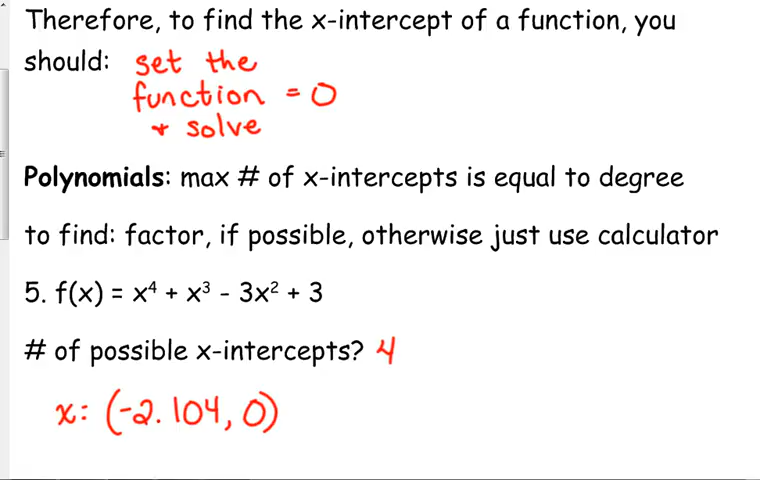 Therefore, to find the x-intercept of a function, you
should: set the
function = 0
+ solve
Polynomials: max # of x-intercepts is equal to degree
to find: factor, if possible, otherwise just use calculator
5. f(x) = x⁴ + x³ - 3x² + 3
# of possible x-intercepts? 4
x: (-2.104, 0)